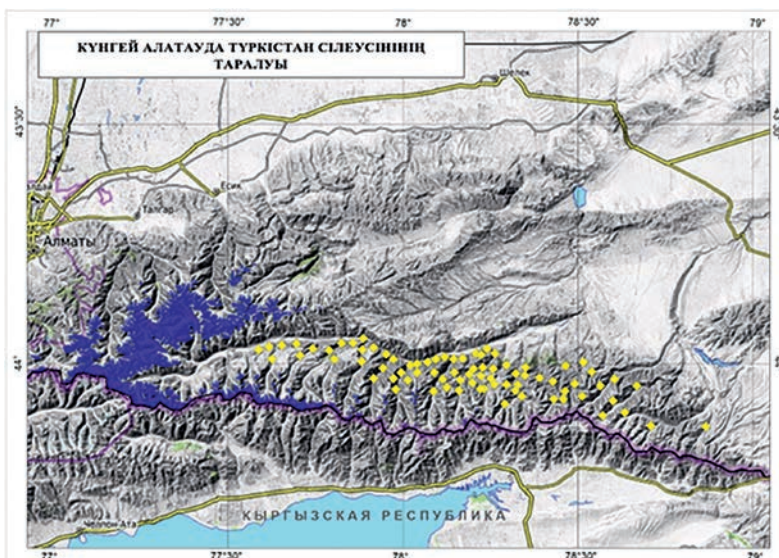 77° 77°30' 78° 78°30' 79°
КҮНГЕЙ АЛАТАУДА ТҮРКІСТАН СІЛЕУСІНІНІҢ
ТАРАЛУЫ
Шелек
43°30'
Есик
Талгар
Алматы
44°
КЫРГЫЗСКАЯ РЕСПУБЛИКА
Чолпон-Ата
77° 77°30' 78° 78°30' 79°